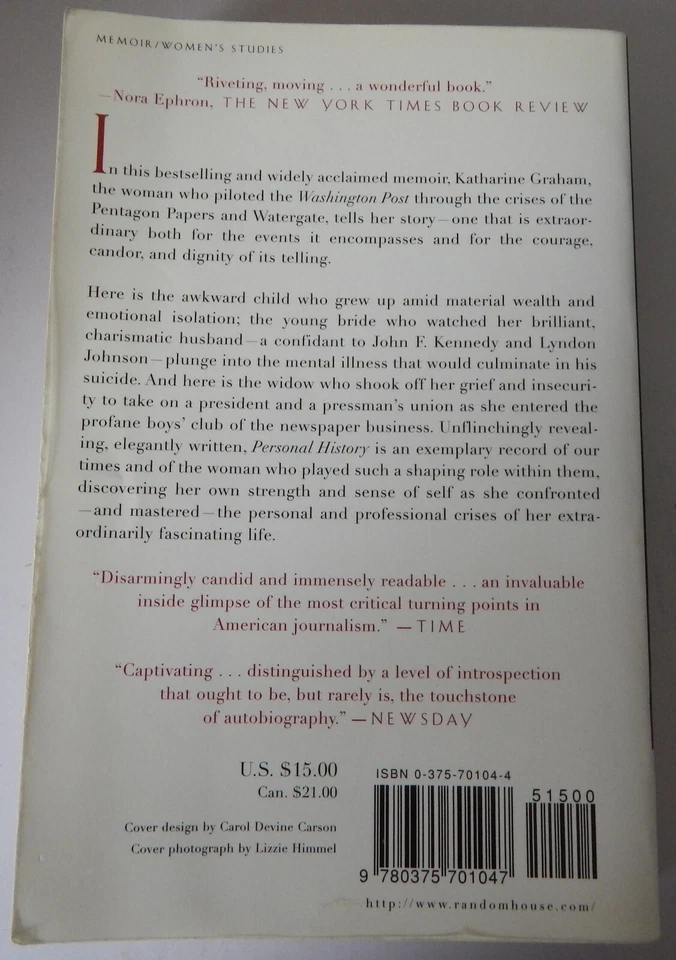 MEMOIR/WOMEN'S STUDIES
"Riveting, moving . . . a wonderful book."
—Nora Ephron, THE NEW YORK TIMES BOOK REVIEW
In this bestselling and widely acclaimed memoir, Katharine Graham,
the woman who piloted the Washington Post through the crises of the
Pentagon Papers and Watergate, tells her story—one that is extraor-
dinary both for the events it encompasses and for the courage,
candor, and dignity of its telling.
Here is the awkward child who grew up amid material wealth and
emotional isolation; the young bride who watched her brilliant,
charismatic husband—a confidant to John F. Kennedy and Lyndon
Johnson—plunge into the mental illness that would culminate in his
suicide. And here is the widow who shook off her grief and insecuri-
ty to take on a president and a pressman's union as she entered the
profane boys' club of the newspaper business. Unflinchingly reveal-
ing, elegantly written, Personal History is an exemplary record of our
times and of the woman who played such a shaping role within them,
discovering her own strength and sense of self as she confronted
—and mastered—the personal and professional crises of her extra-
ordinarily fascinating life.
"Disarmingly candid and immensely readable . . . an invaluable
inside glimpse of the most critical turning points in
American journalism." —TIME
"Captivating . . . distinguished by a level of introspection
that ought to be, but rarely is, the touchstone
of autobiography." —NEWSDAY
U.S. $15.00
Can. $21.00
Cover design by Carol Devine Carson
Cover photograph by Lizzie Himmel
ISBN 0-375-70104-4
51500
9 780375 701047
http://www.randomhouse.com/